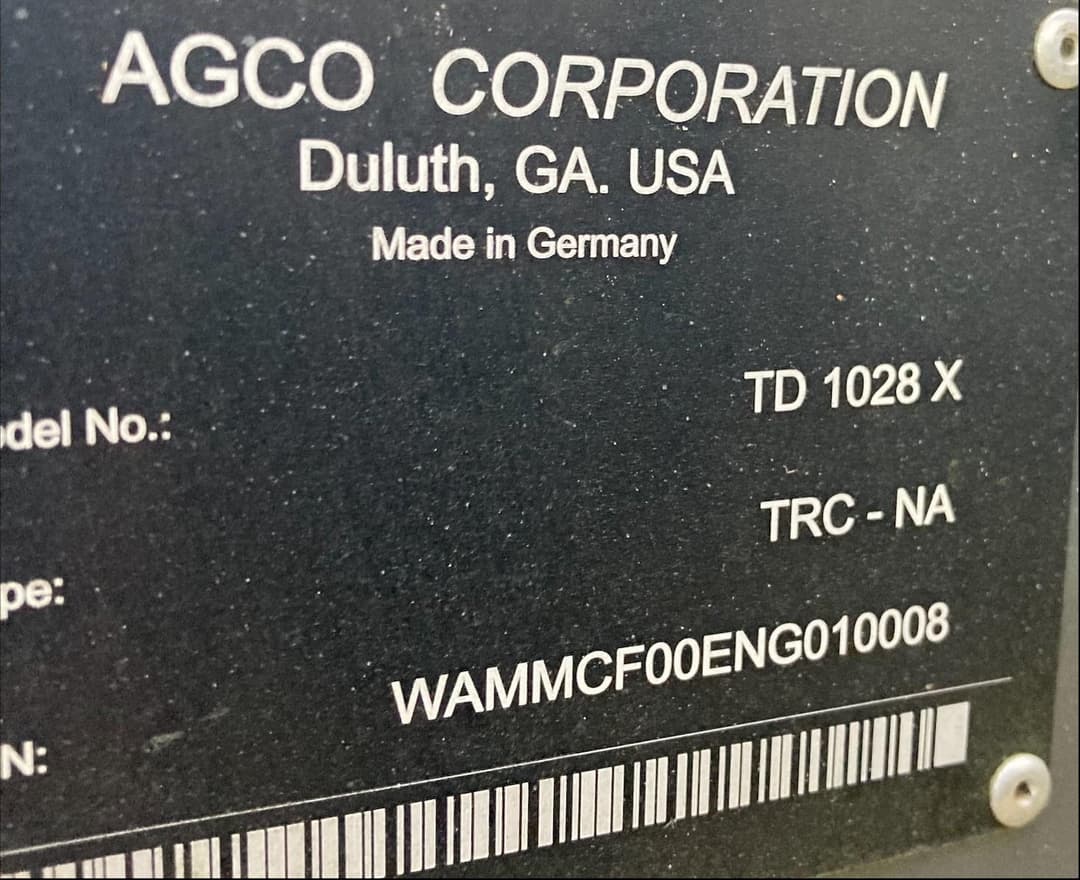 AGCO CORPORATION
Duluth, GA. USA
Made in Germany
odel No.: TD 1028 X
pe: TRC - NA
N: WAMMCF00ENG010008